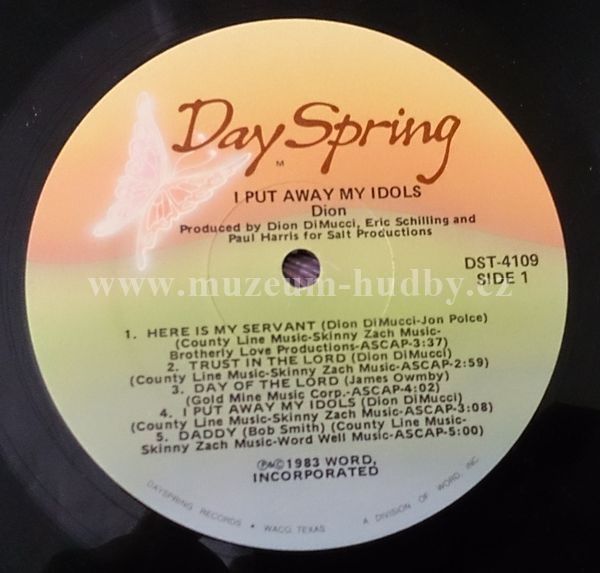 DaySpring
M
I PUT AWAY MY IDOLS
Dion
Produced by Dion DiMucci, Eric Schilling and
Paul Harris for Salt Productions
DST-4109
SIDE 1
www.muzeum-hudby.cz
1. HERE IS MY SERVANT (Dion DiMucci-Jon Polce)
(County Line Music-Skinny Zach Music-
Brotherly Love Productions-ASCAP-3:37)
2. TRUST IN THE LORD (Dion DiMucci)
(County Line Music-Skinny Zach Music-ASCAP-2:59)
3. DAY OF THE LORD (James Ownby)
(Gold Mine Music Corp.-ASCAP-4:02)
4. I PUT AWAY MY IDOLS (Dion DiMucci)
(County Line Music-Skinny Zach Music-ASCAP-3:08)
5. DADDY (Bob Smith) (County Line Music-
Skinny Zach Music-Word Well Music-ASCAP-5:00)
℗&©1983 WORD,
INCORPORATED
DAYSPRING RECORDS • WACO, TEXAS A DIVISION OF WORD, INC.